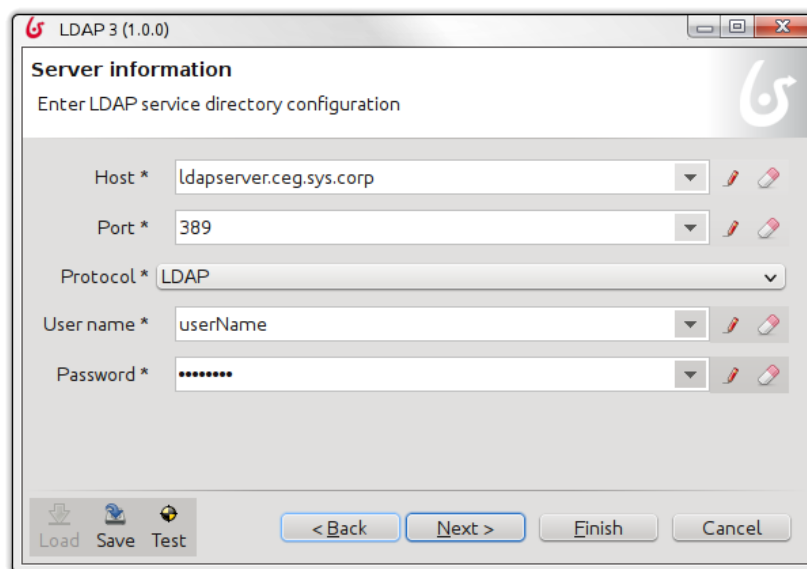 LDAP 3 (1.0.0)
Server information
Enter LDAP service directory configuration
Host * ldapserver.ceg.sys.corp
Port * 389
Protocol * LDAP
User name * userName
Password * ••••••••
Load Save Test < Back Next > Finish Cancel